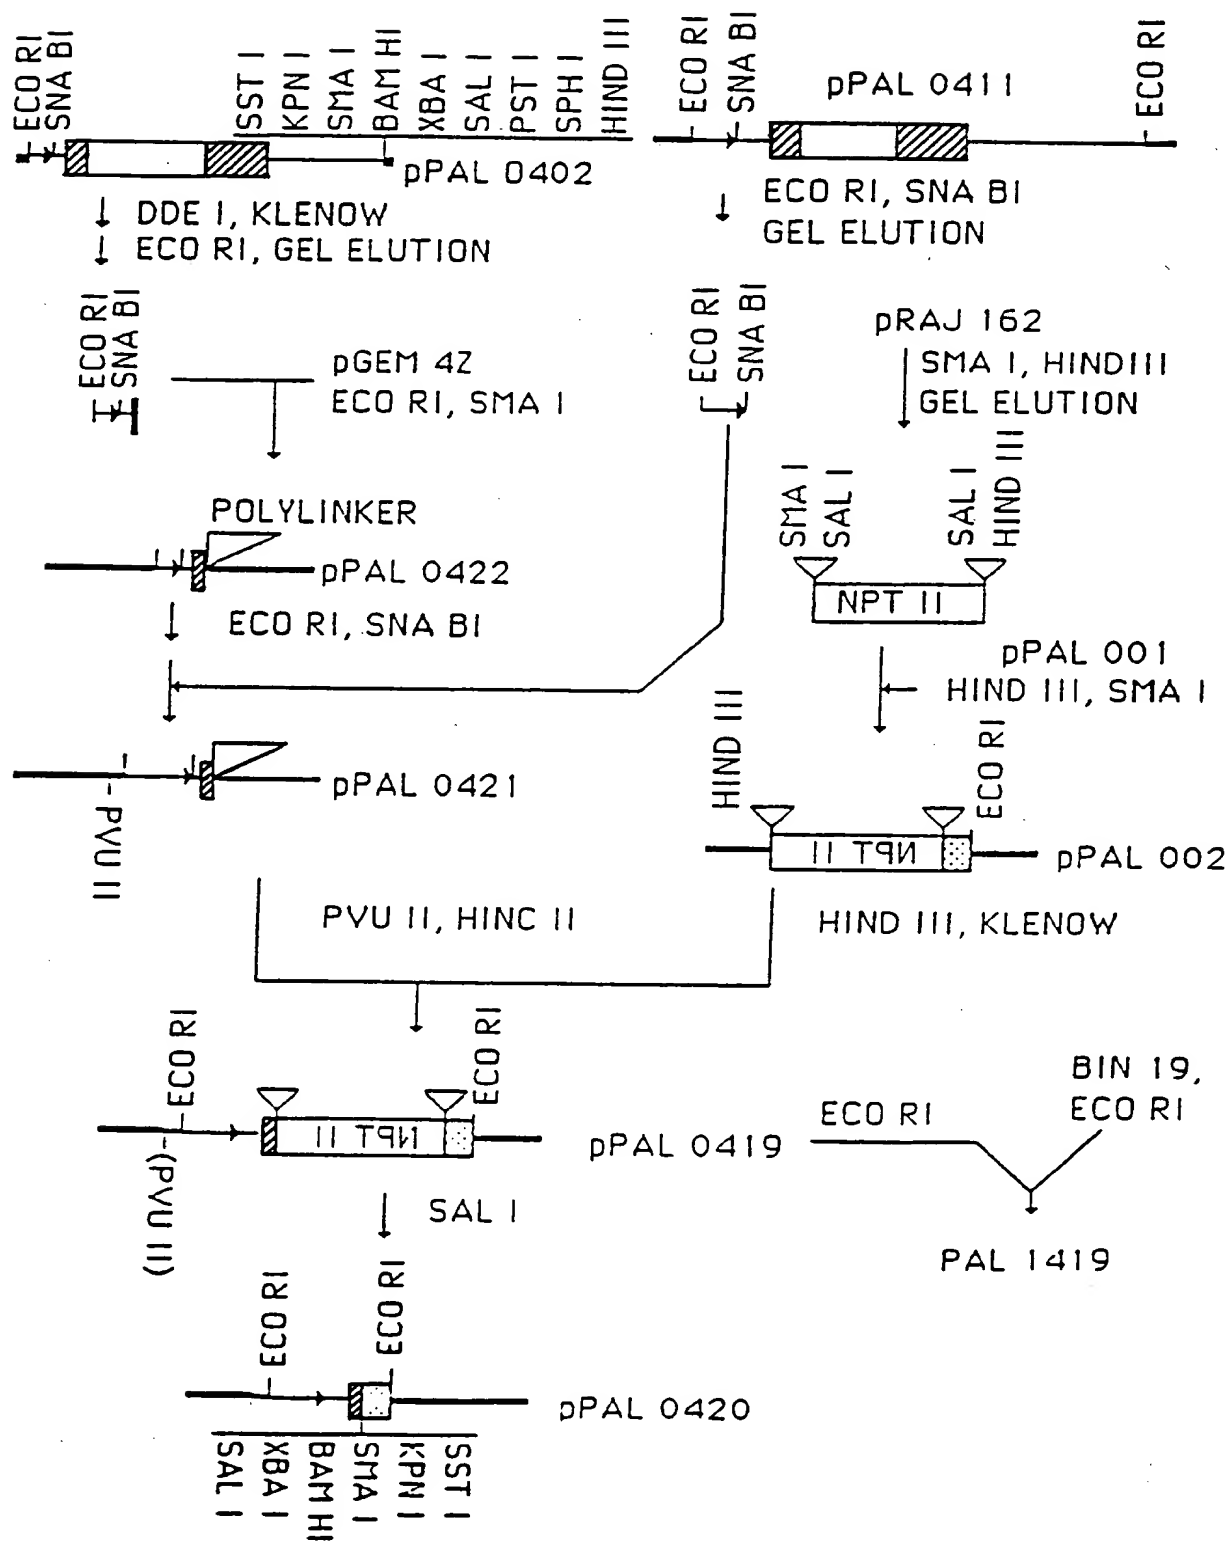 ECO RI
SNA BI
SST I
KPN I
SMA I
BAM HI
XBA I
SAL I
PST I
SPH I
HIND III
pPAL 0402
ECO RI
SNA BI
pPAL 0411
ECO RI
DDE I, KLENOW
ECO RI, GEL ELUTION
ECO RI, SNA BI
GEL ELUTION
ECO RI
SNA BI
pGEM 4Z
ECO RI, SMA I
ECO RI
SNA BI
pRAJ 162
SMA I, HINDIII
GEL ELUTION
POLYLINKER
pPAL 0422
ECO RI, SNA BI
SMA I
SAL I
SAL I
HIND III
NPT II
pPAL 001
HIND III, SMA I
pPAL 0421
PVU II
HIND III
ECO RI
NPT II
pPAL 002
PVU II, HINC II
HIND III, KLENOW
ECO RI
ECO RI
NPT II
(PVU II)
pPAL 0419
ECO RI
BIN 19,
ECO RI
PAL 1419
SAL I
ECO RI
ECO RI
pPAL 0420
SAL I
XBA I
BAM HI
SMA I
KPN I
SST I